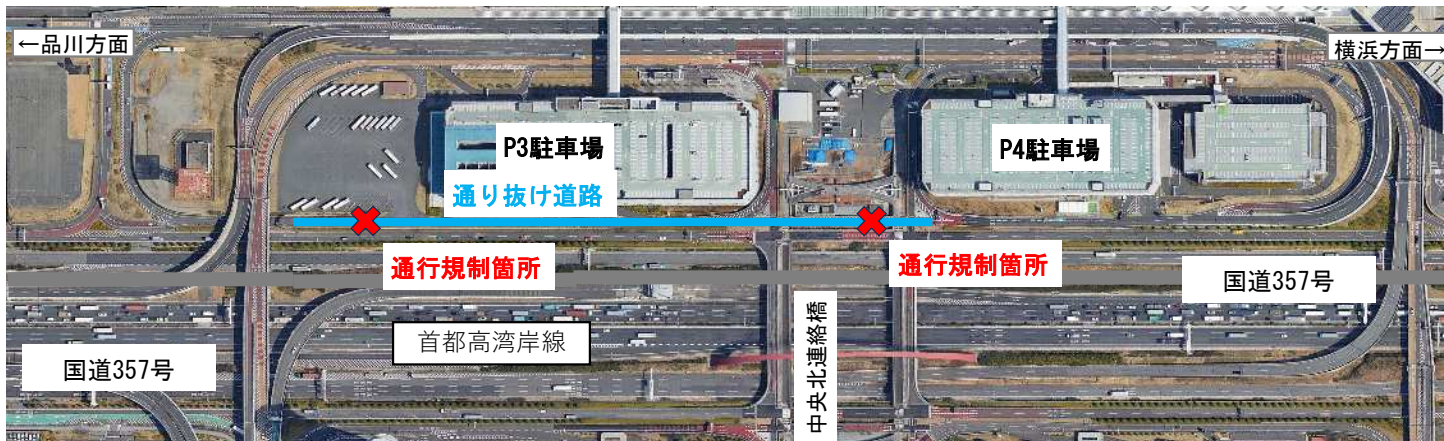 ←品川方面
横浜方面→
P3駐車場
P4駐車場
通り抜け道路
通行規制箇所
通行規制箇所
国道357号
首都高湾岸線
国道357号
中央北連絡橋